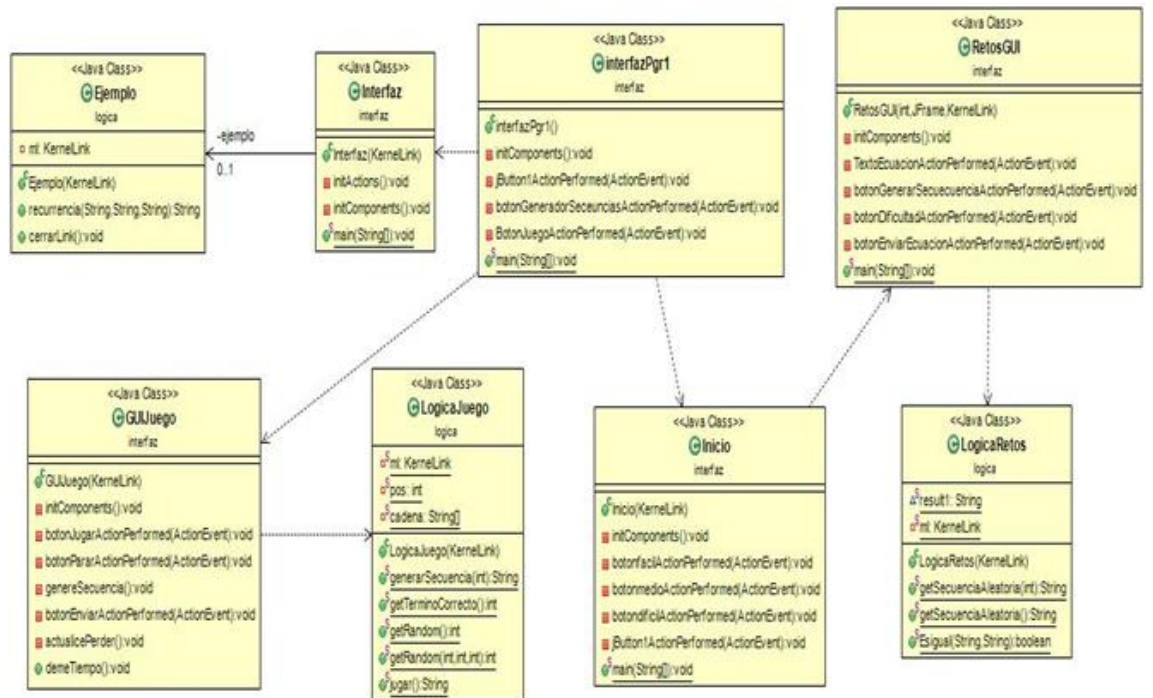 <<Java Class>>
Ejemplo
logica
ml: KernelLink
Ejemplo(KernelLink)
recurrencia(String,String,String):String
cerrarLink():void
-ejemplo
0..1
<<Java Class>>
Interfaz
interfaz
Interfaz(KernelLink)
initActions():void
initComponents():void
main(String[]):void
<<Java Class>>
interfazPgr1
interfaz
interfazPgr1()
initComponents():void
jButton1ActionPerformed(ActionEvent):void
botonGeneradorSeceunciasActionPerformed(ActionEvent):void
BotonJuegoActionPerformed(ActionEvent):void
main(String[]):void
<<Java Class>>
RetosGUI
interfaz
RetosGUI(int,JFrame,KernelLink)
initComponents():void
TextoEcuacionActionPerformed(ActionEvent):void
botonGenerarSecuecuenciaActionPerformed(ActionEvent):void
botonDificultadActionPerformed(ActionEvent):void
botonEnviarEcuacionActionPerformed(ActionEvent):void
main(String[]):void
<<Java Class>>
GUIJuego
interfaz
GUIJuego(KernelLink)
initComponents():void
botonJugarActionPerformed(ActionEvent):void
botonPararActionPerformed(ActionEvent):void
genereSecuencia():void
botonEnviarActionPerformed(ActionEvent):void
actualicePerder():void
demeTiempo():void
<<Java Class>>
LogicaJuego
logica
ml: KernelLink
pos: int
cadena: String[]
LogicaJuego(KernelLink)
generarSecuencia(int):String
getTerminoCorrecto():int
getRandom():int
getRandom(int,int,int):int
jugar():String
<<Java Class>>
Inicio
interfaz
Inicio(KernelLink)
initComponents():void
botonfacilActionPerformed(ActionEvent):void
botonmedioActionPerformed(ActionEvent):void
botondificilActionPerformed(ActionEvent):void
jButton1ActionPerformed(ActionEvent):void
main(String[]):void
<<Java Class>>
LogicaRetos
logica
result1: String
ml: KernelLink
LogicaRetos(KernelLink)
getSecuenciaAleatoria(int):String
getSecuenciaAleatoria():String
Esigual(String,String):boolean